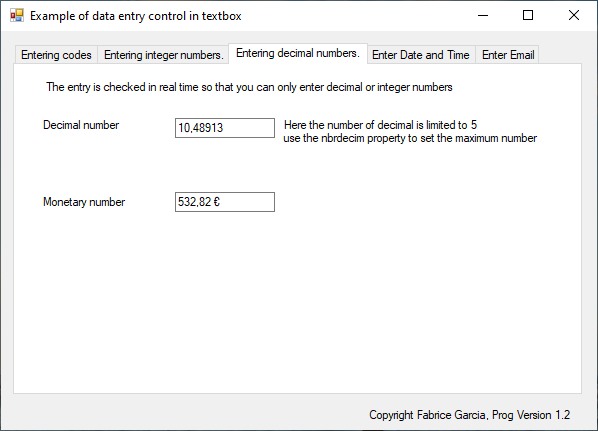 Example of data entry control in textbox
Entering codes Entering integer numbers. Entering decimal numbers. Enter Date and Time Enter Email
The entry is checked in real time so that you can only enter decimal or integer numbers
Decimal number 10,48913 Here the number of decimal is limited to 5
use the nbrdecim property to set the maximum number
Monetary number 532,82 €
Copyright Fabrice Garcia, Prog Version 1.2